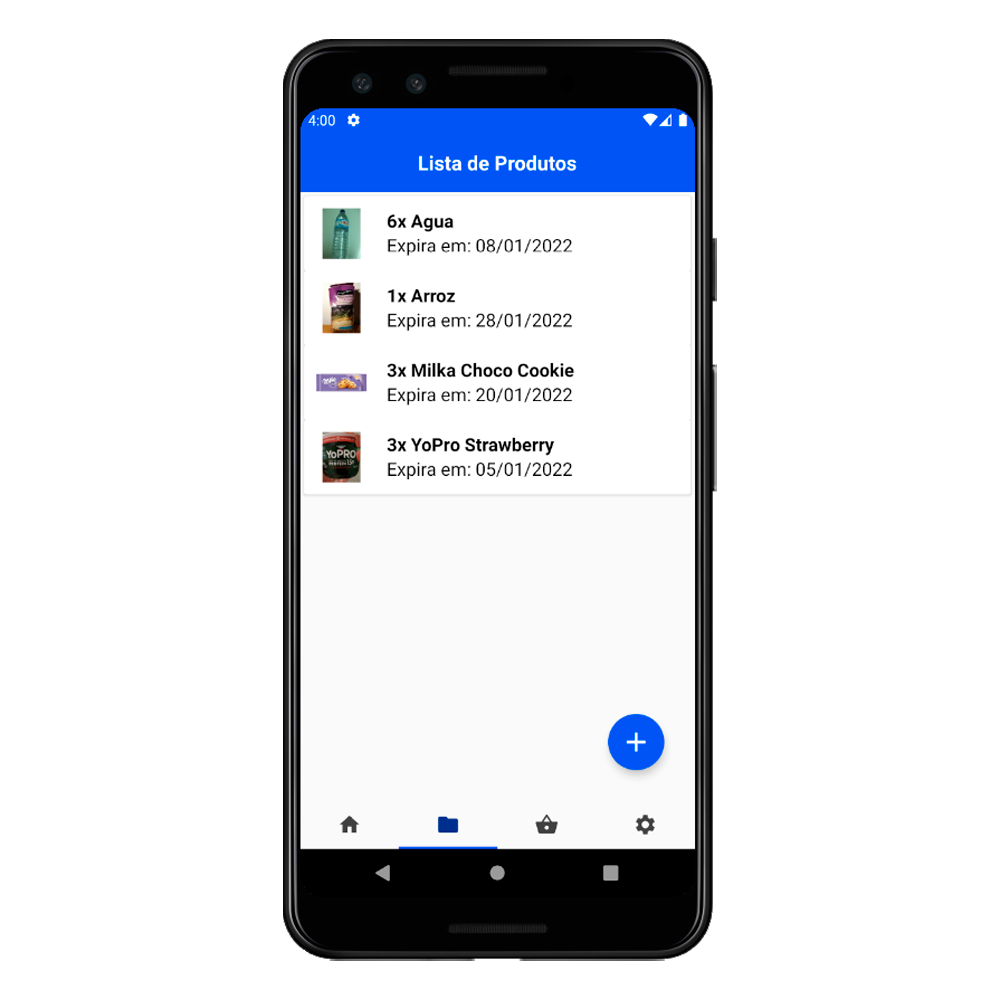 4:00
Lista de Produtos
6x Agua
Expira em: 08/01/2022
1x Arroz
Expira em: 28/01/2022
3x Milka Choco Cookie
Expira em: 20/01/2022
YoPRO
3x YoPro Strawberry
Expira em: 05/01/2022